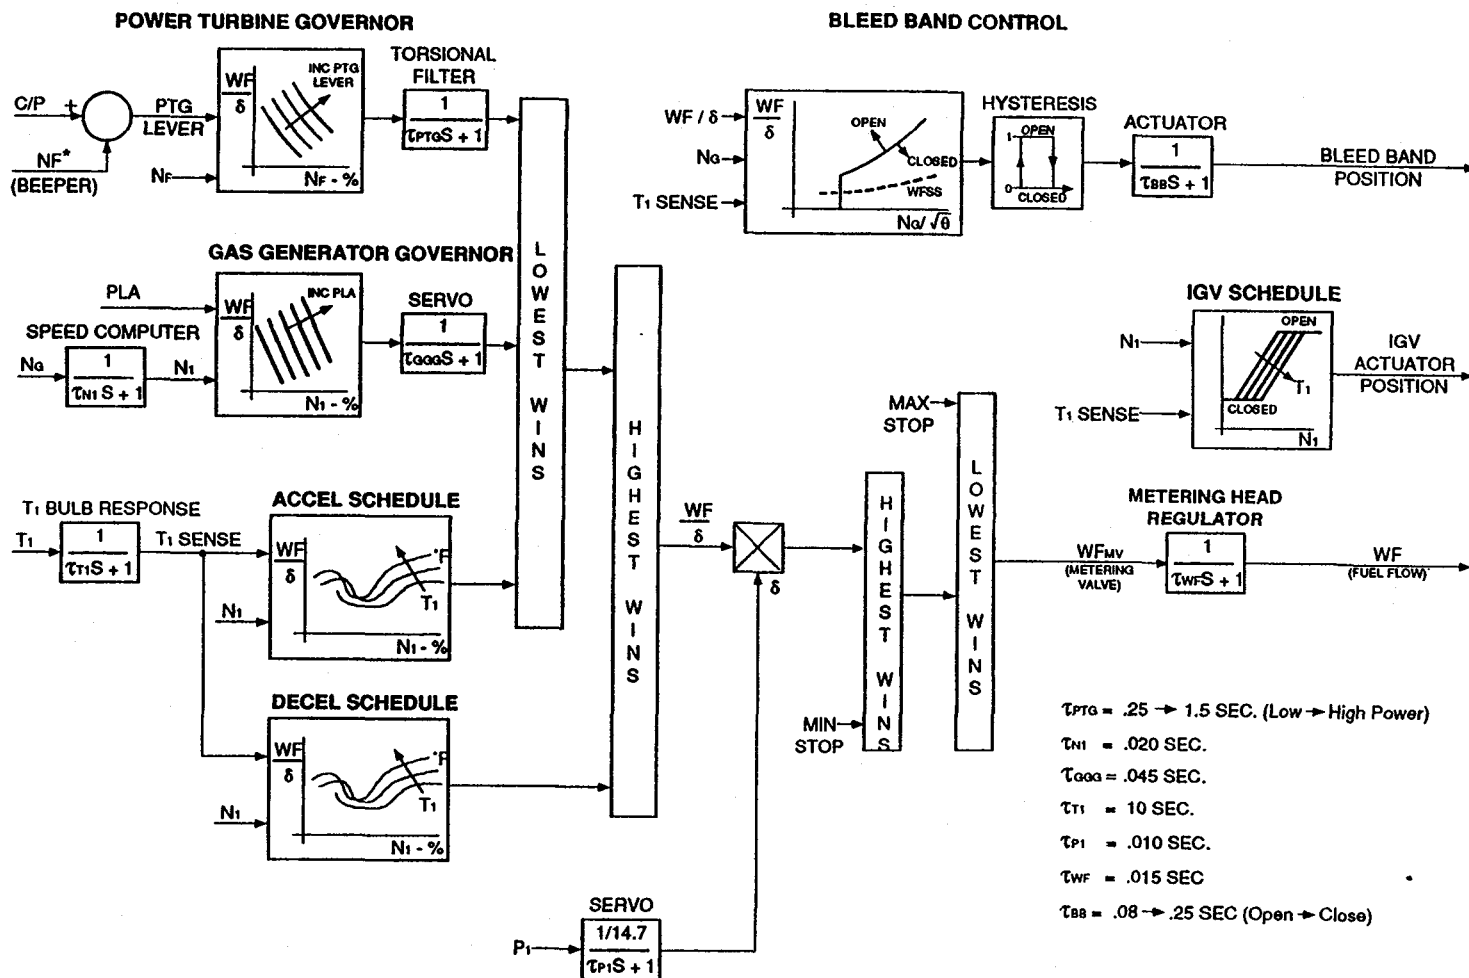 POWER TURBINE GOVERNOR
C/P
+
NF*
(BEEPER)
PTG
LEVER
NF
WF
δ
INC PTG
LEVER
NF - %
TORSIONAL
FILTER
1
τPTGS + 1
GAS GENERATOR GOVERNOR
PLA
SPEED COMPUTER
NG
1
τN1 S + 1
N1
WF
δ
INC PLA
N1 - %
SERVO
1
τGGGS + 1
T1 BULB RESPONSE
T1
1
τT1S + 1
T1 SENSE
ACCEL SCHEDULE
WF
δ
°F
T1
N1
N1 - %
DECEL SCHEDULE
WF
δ
°F
T1
N1
N1 - %
LOWEST WINS
HIGHEST WINS
WF
δ
δ
SERVO
P1
1/14.7
τP1S + 1
BLEED BAND CONTROL
WF / δ
NG
T1 SENSE
WF
δ
OPEN
CLOSED
WFSS
NG/ √θ
HYSTERESIS
1
OPEN
0
CLOSED
ACTUATOR
1
τBBS + 1
BLEED BAND
POSITION
IGV SCHEDULE
N1
T1 SENSE
OPEN
T1
CLOSED
N1
IGV
ACTUATOR
POSITION
MAX
STOP
MIN
STOP
HIGHEST WINS
LOWEST WINS
WFMV
(METERING
VALVE)
METERING HEAD
REGULATOR
1
τWFS + 1
WF
(FUEL FLOW)
τPTG = .25 → 1.5 SEC. (Low → High Power)
τN1 = .020 SEC.
τGGG = .045 SEC.
τT1 = 10 SEC.
τP1 = .010 SEC.
τWF = .015 SEC
τBB = .08 → .25 SEC (Open → Close)